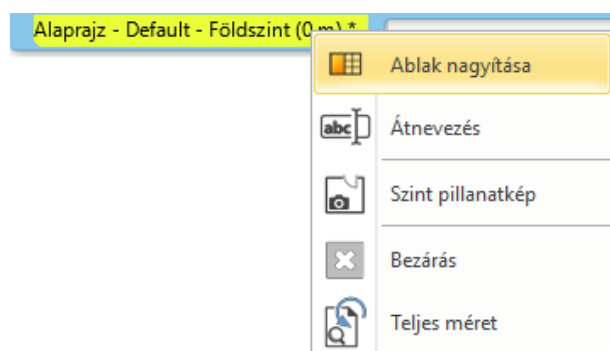 Alaprajz - Default - Földszint (0 m) *
Ablak nagyítása
abc
Átnevezés
Szint pillanatkép
Bezárás
Teljes méret